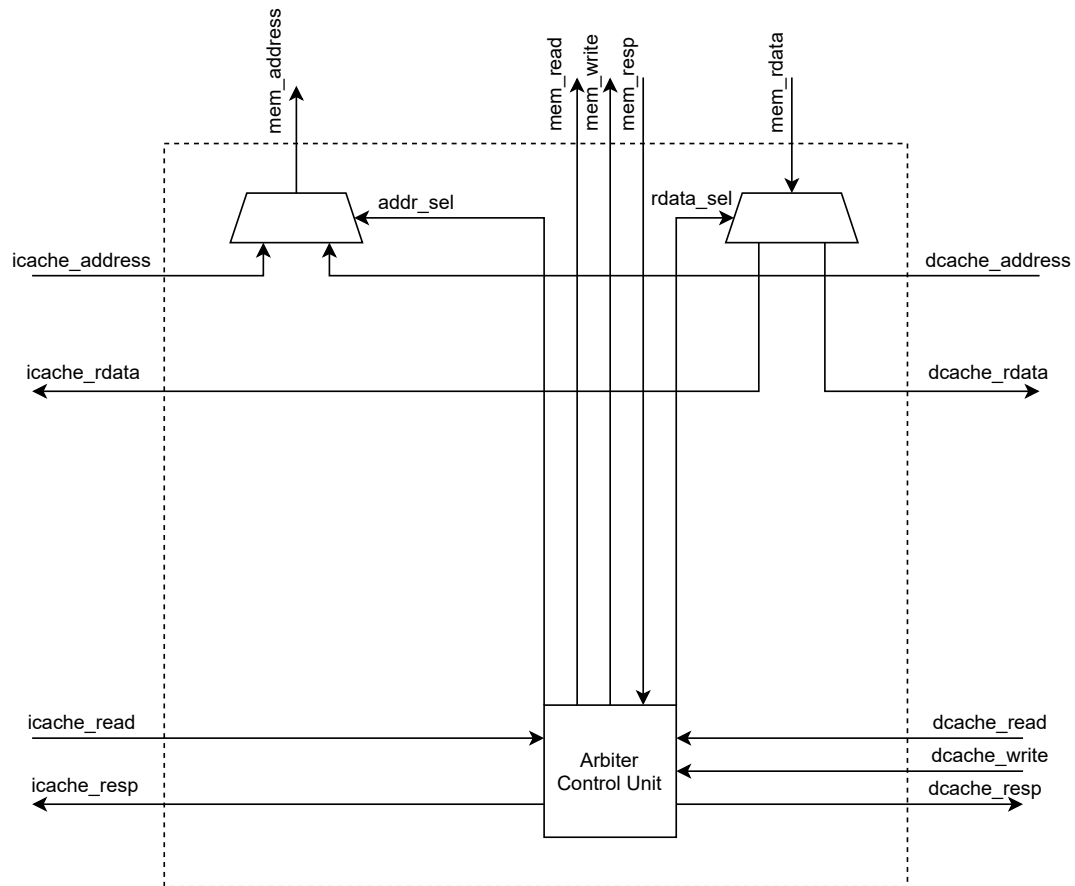 mem_address
mem_read
mem_write
mem_resp
mem_rdata
addr_sel
rdata_sel
icache_address
dcache_address
icache_rdata
dcache_rdata
icache_read
dcache_read
Arbiter
Control Unit
dcache_write
icache_resp
dcache_resp